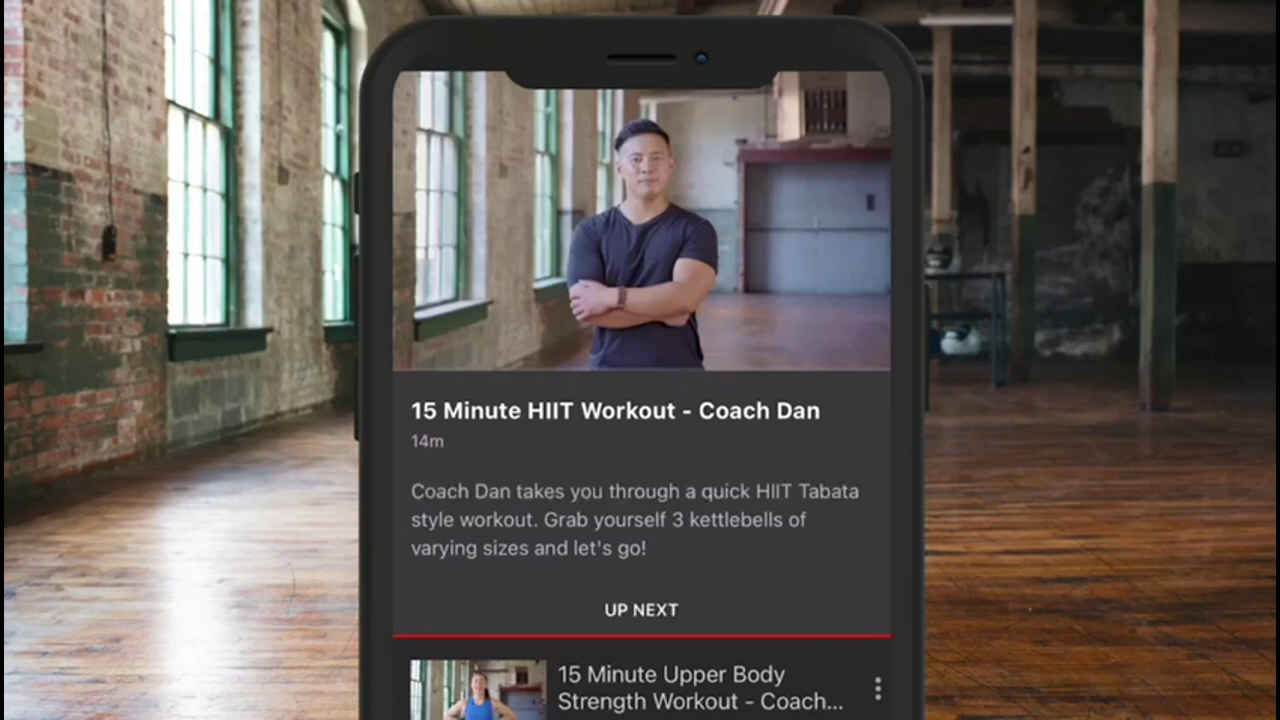 15 Minute HIIT Workout - Coach Dan
14m
Coach Dan takes you through a quick HIIT Tabata
style workout. Grab yourself 3 kettlebells of
varying sizes and let's go!
UP NEXT
15 Minute Upper Body
Strength Workout - Coach...